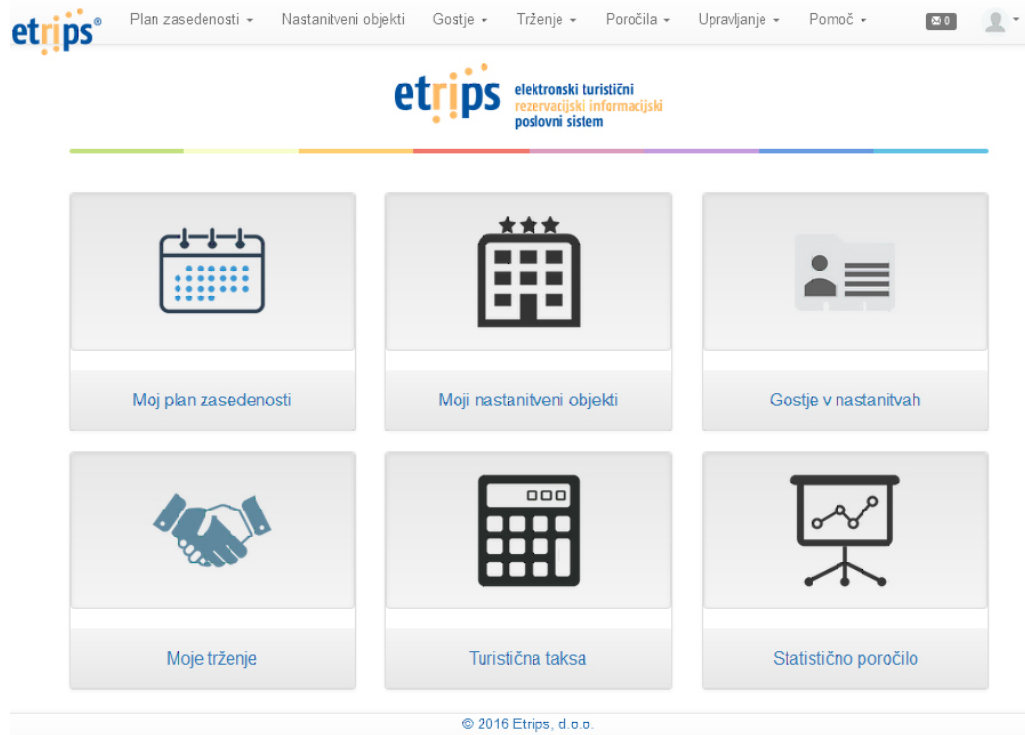 etrips®
Plan zasedenosti Nastanitveni objekti Gostje Trženje Poročila Upravljanje Pomoč 0
etrips
elektronski turistični
rezervacijski informacijski
poslovni sistem
Moj plan zasedenosti Moji nastanitveni objekti Gostje v nastanitvah
Moje trženje Turistična taksa Statistično poročilo
© 2016 Etrips, d.o.o.